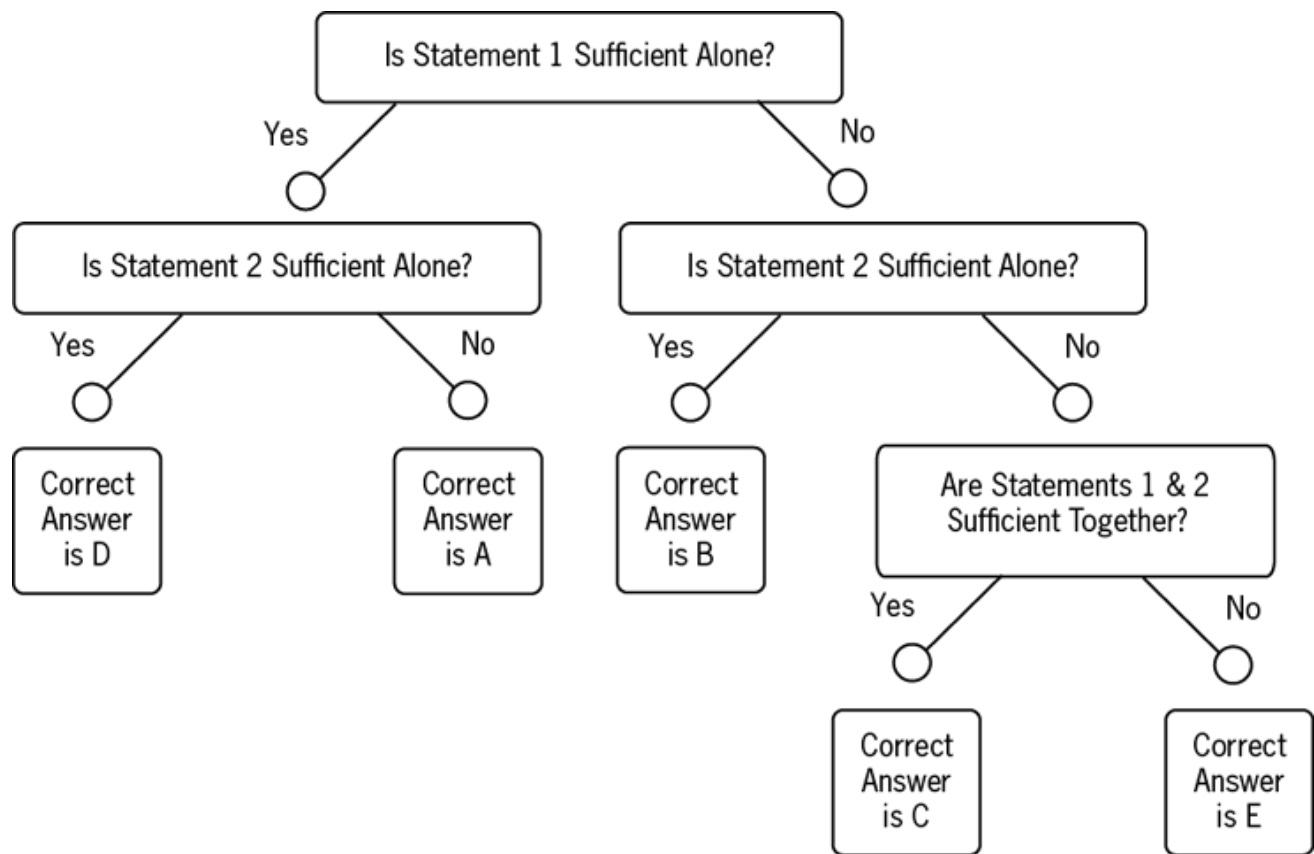 Is Statement 1 Sufficient Alone?
Yes
No
Is Statement 2 Sufficient Alone?
Is Statement 2 Sufficient Alone?
Yes
No
Yes
No
Correct
Answer
is D
Correct
Answer
is A
Correct
Answer
is B
Are Statements 1 & 2
Sufficient Together?
Yes
No
Correct
Answer
is C
Correct
Answer
is E